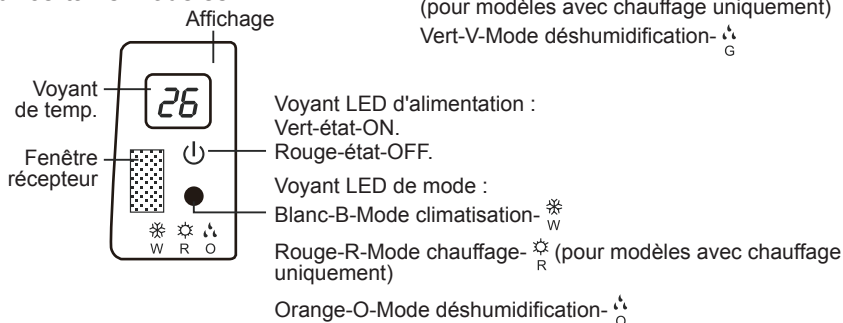 (pour modèles avec chauffage uniquement)
Vert-V-Mode déshumidification-
G
Affichage
Voyant
de temp.
26
Fenêtre
récepteur
W R O
Voyant LED d'alimentation :
Vert-état-ON.
Rouge-état-OFF.
Voyant LED de mode :
Blanc-B-Mode climatisation-
W
Rouge-R-Mode chauffage- (pour modèles avec chauffage
R
uniquement)
Orange-O-Mode déshumidification-
O